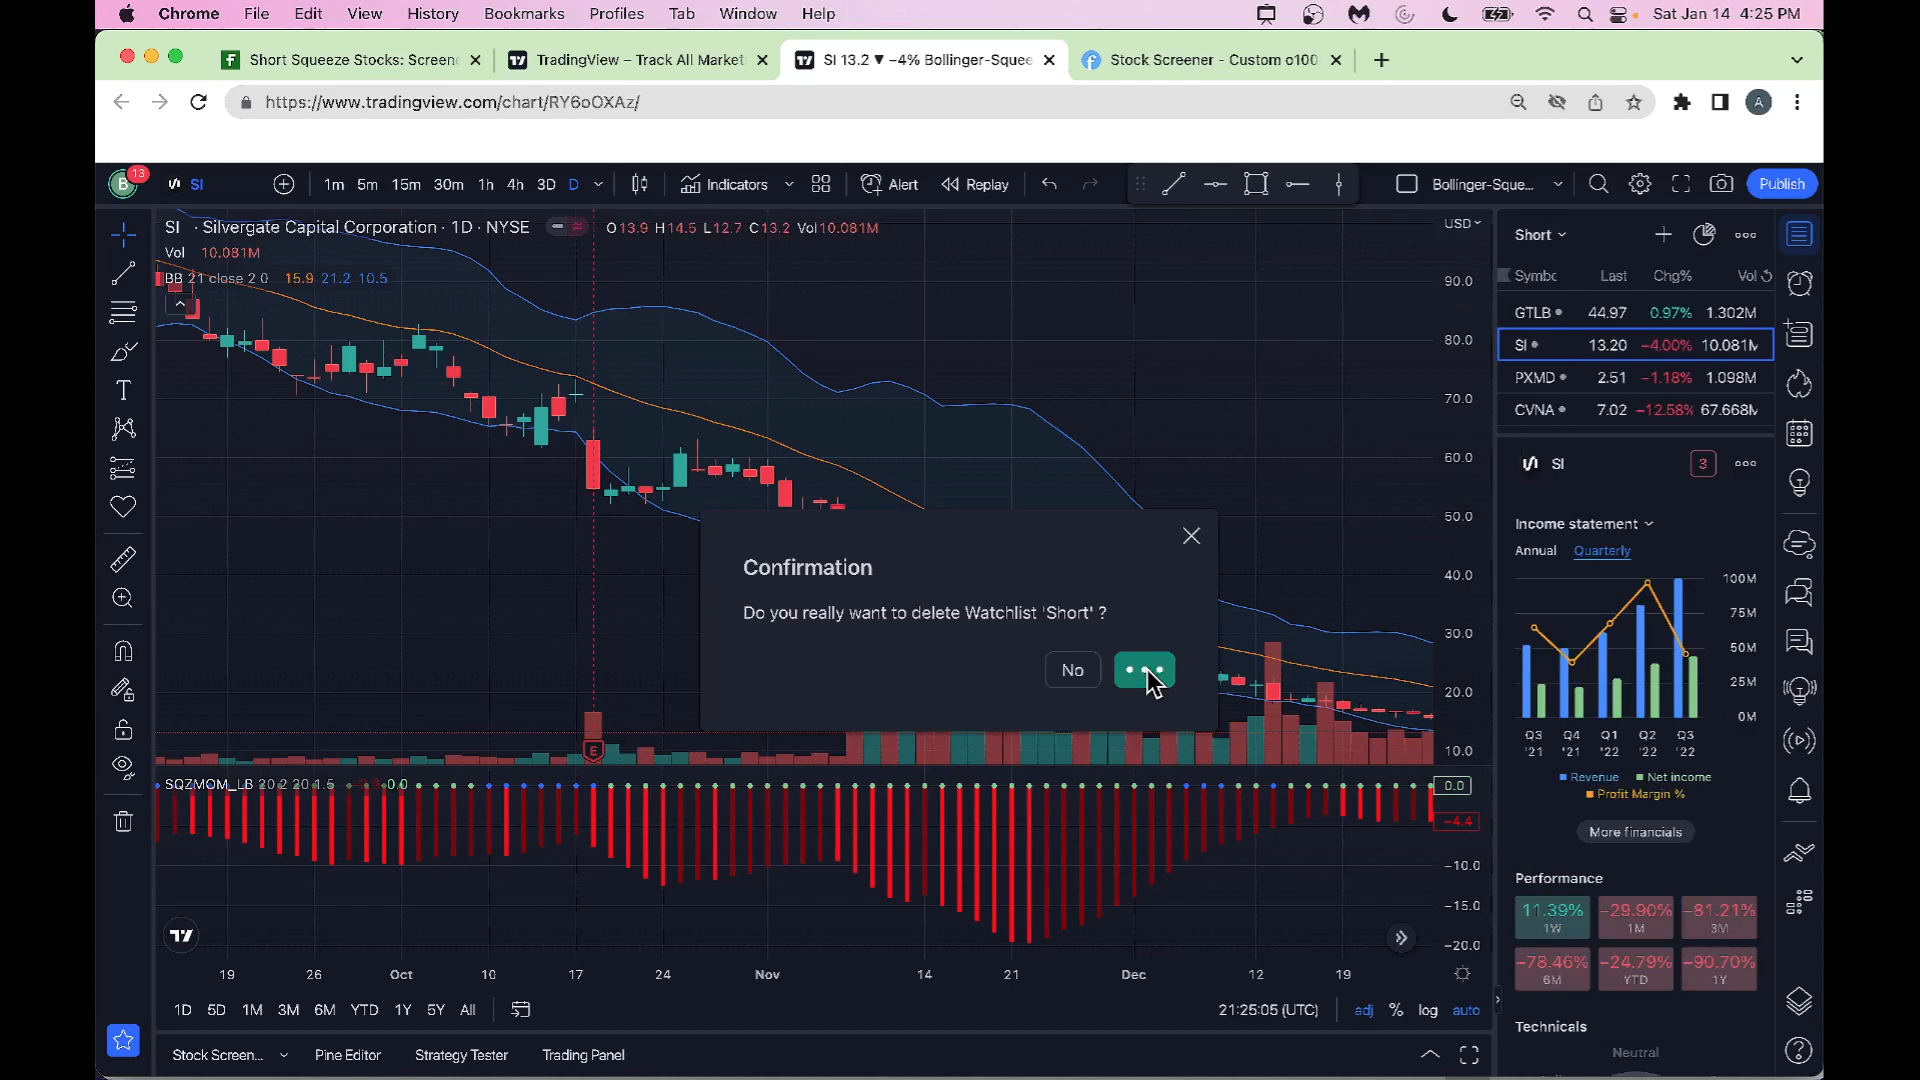 Chrome File Edit View History Bookmarks Profiles Tab Window Help Sat Jan 14 4:25 PM
Short Squeeze Stocks: Screene TradingView – Track All Market SI 13.2 ▼ −4% Bollinger-Squee Stock Screener - Custom o100
https://www.tradingview.com/chart/RY6oOXAz/ A
B 13 SI 1m 5m 15m 30m 1h 4h 3D D Indicators Alert Replay Bollinger-Sque... Publish
SI · Silvergate Capital Corporation · 1D · NYSE O13.9 H14.5 L12.7 C13.2 Vol10.081M USD
Vol 10.081M
BB 21 close 2 0 15.9 21.2 10.5
90.0
80.0
70.0
60.0
50.0
40.0
30.0
20.0
10.0
Confirmation
Do you really want to delete Watchlist 'Short' ?
No
E
SQZMOM_LB 20 2 20 1.5 0.0
0.0
−4.4
−10.0
−15.0
−20.0
19 26 Oct 10 17 24 Nov 14 21 Dec 12 19
1D 5D 1M 3M 6M YTD 1Y 5Y All 21:25:05 (UTC) adj % log auto
Stock Screen... Pine Editor Strategy Tester Trading Panel
Short
Symbo Last Chg% Vol
GTLB 44.97 0.97% 1.302M
SI 13.20 −4.00% 10.081M
PXMD 2.51 −1.18% 1.098M
CVNA 7.02 −12.58% 67.668M
SI 3
Income statement
Annual Quarterly
100M
75M
50M
25M
0M
Q3 Q4 Q1 Q2 Q3
'21 '21 '22 '22 '22
Revenue Net income
Profit Margin %
More financials
Performance
11.39% −29.90% −81.21%
1W 1M 3M
−78.46% −24.79% −90.70%
6M YTD 1Y
Technicals
Neutral